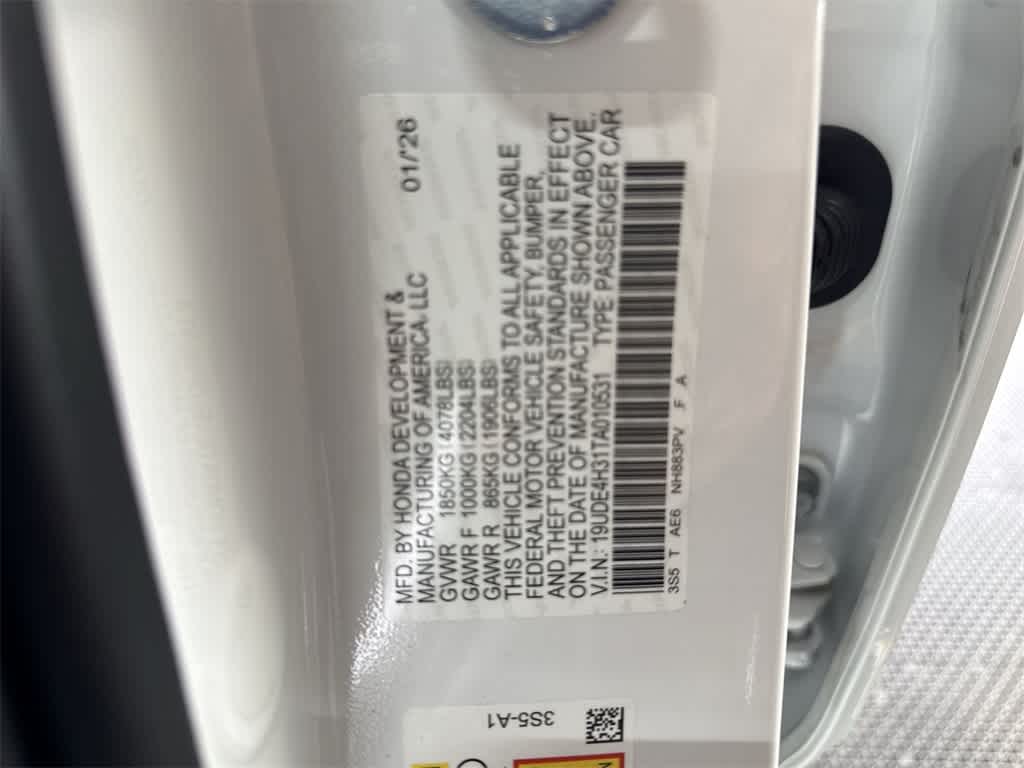 MFD. BY HONDA DEVELOPMENT & 01/'26
MANUFACTURING OF AMERICA. LLC
GVWR 1850KG(4078LBS)
GAWR F 1000KG(2204LBS)
GAWR R 865KG(1906LBS)
THIS VEHICLE CONFORMS TO ALL APPLICABLE
FEDERAL MOTOR VEHICLE SAFETY, BUMPER,
AND THEFT PREVENTION STANDARDS IN EFFECT
ON THE DATE OF MANUFACTURE SHOWN ABOVE.
V.I.N.: 19UDE4H31TA010531 TYPE PASSENGER CAR
3S5 T AE6 NH883PV F A
3S5-A1